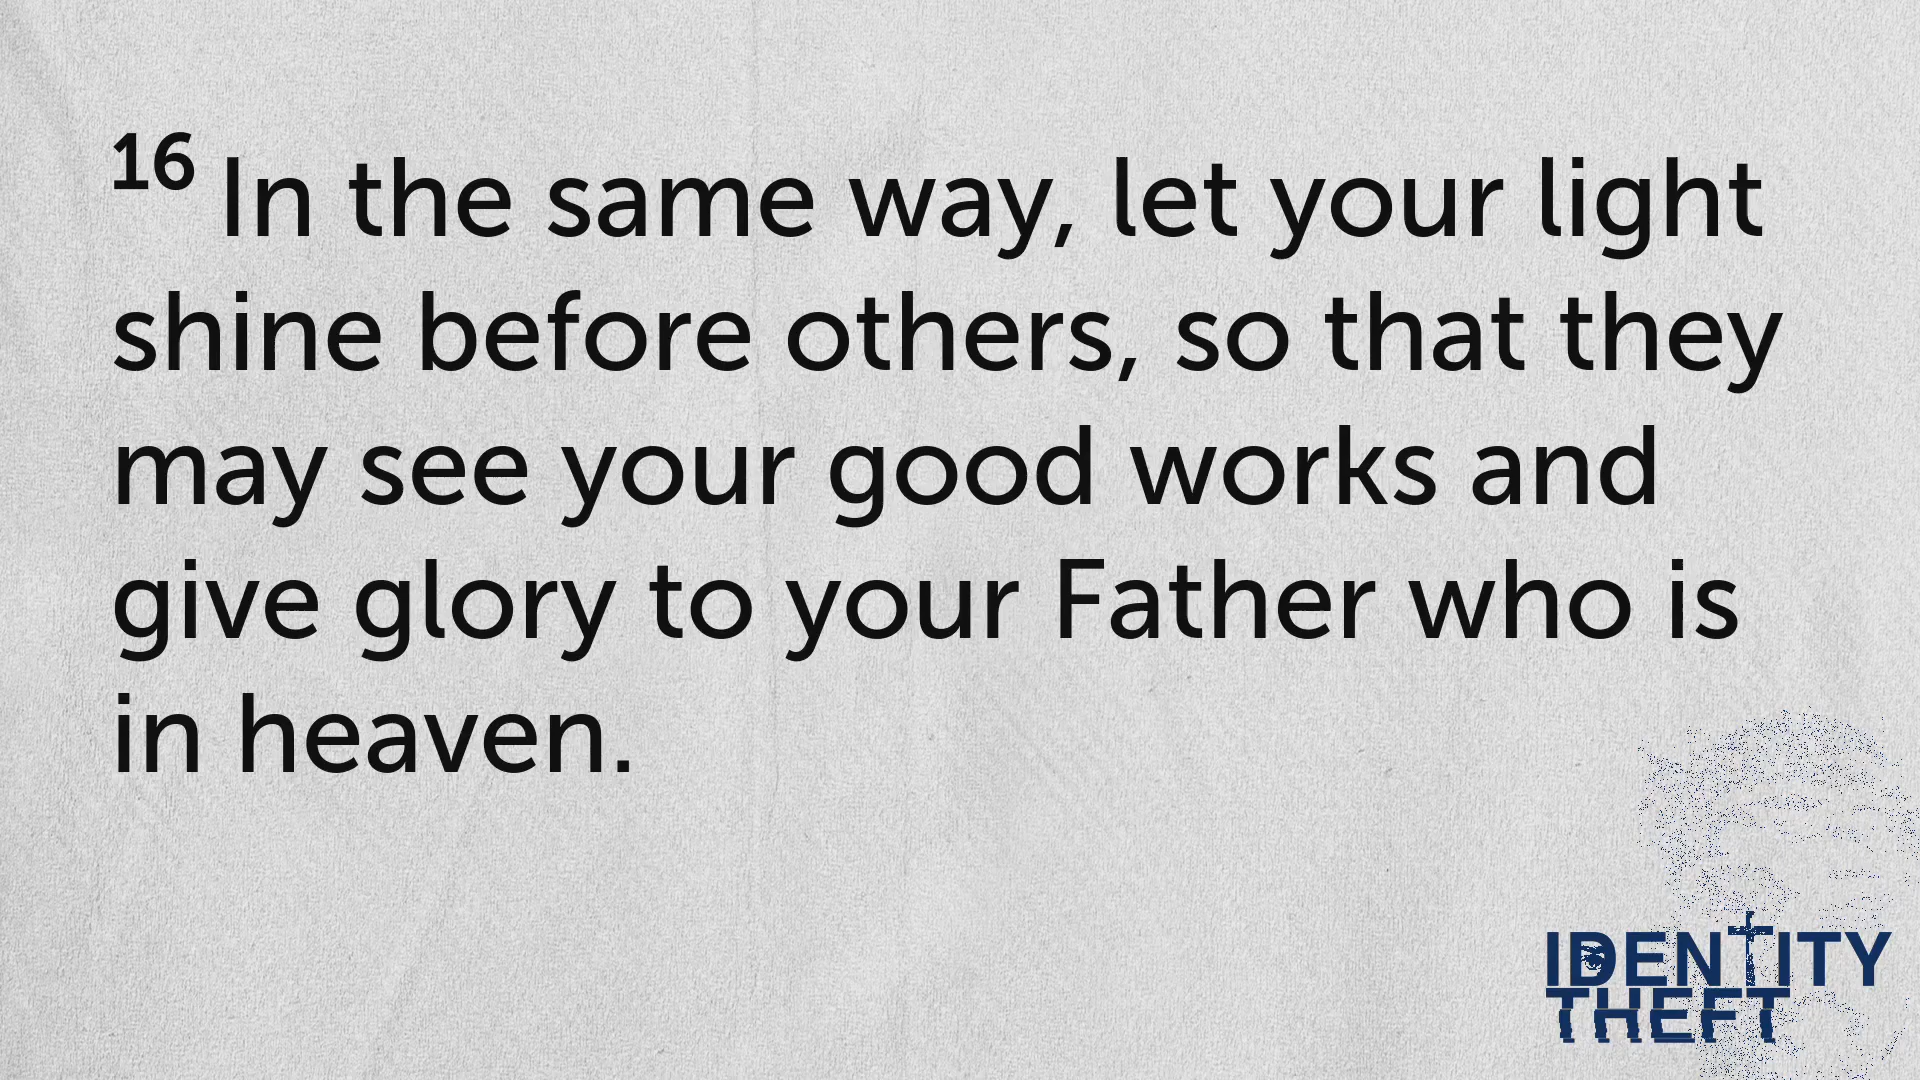 16 In the same way, let your light
shine before others, so that they
may see your good works and
give glory to your Father who is
in heaven.
IDENTITY
THEFT